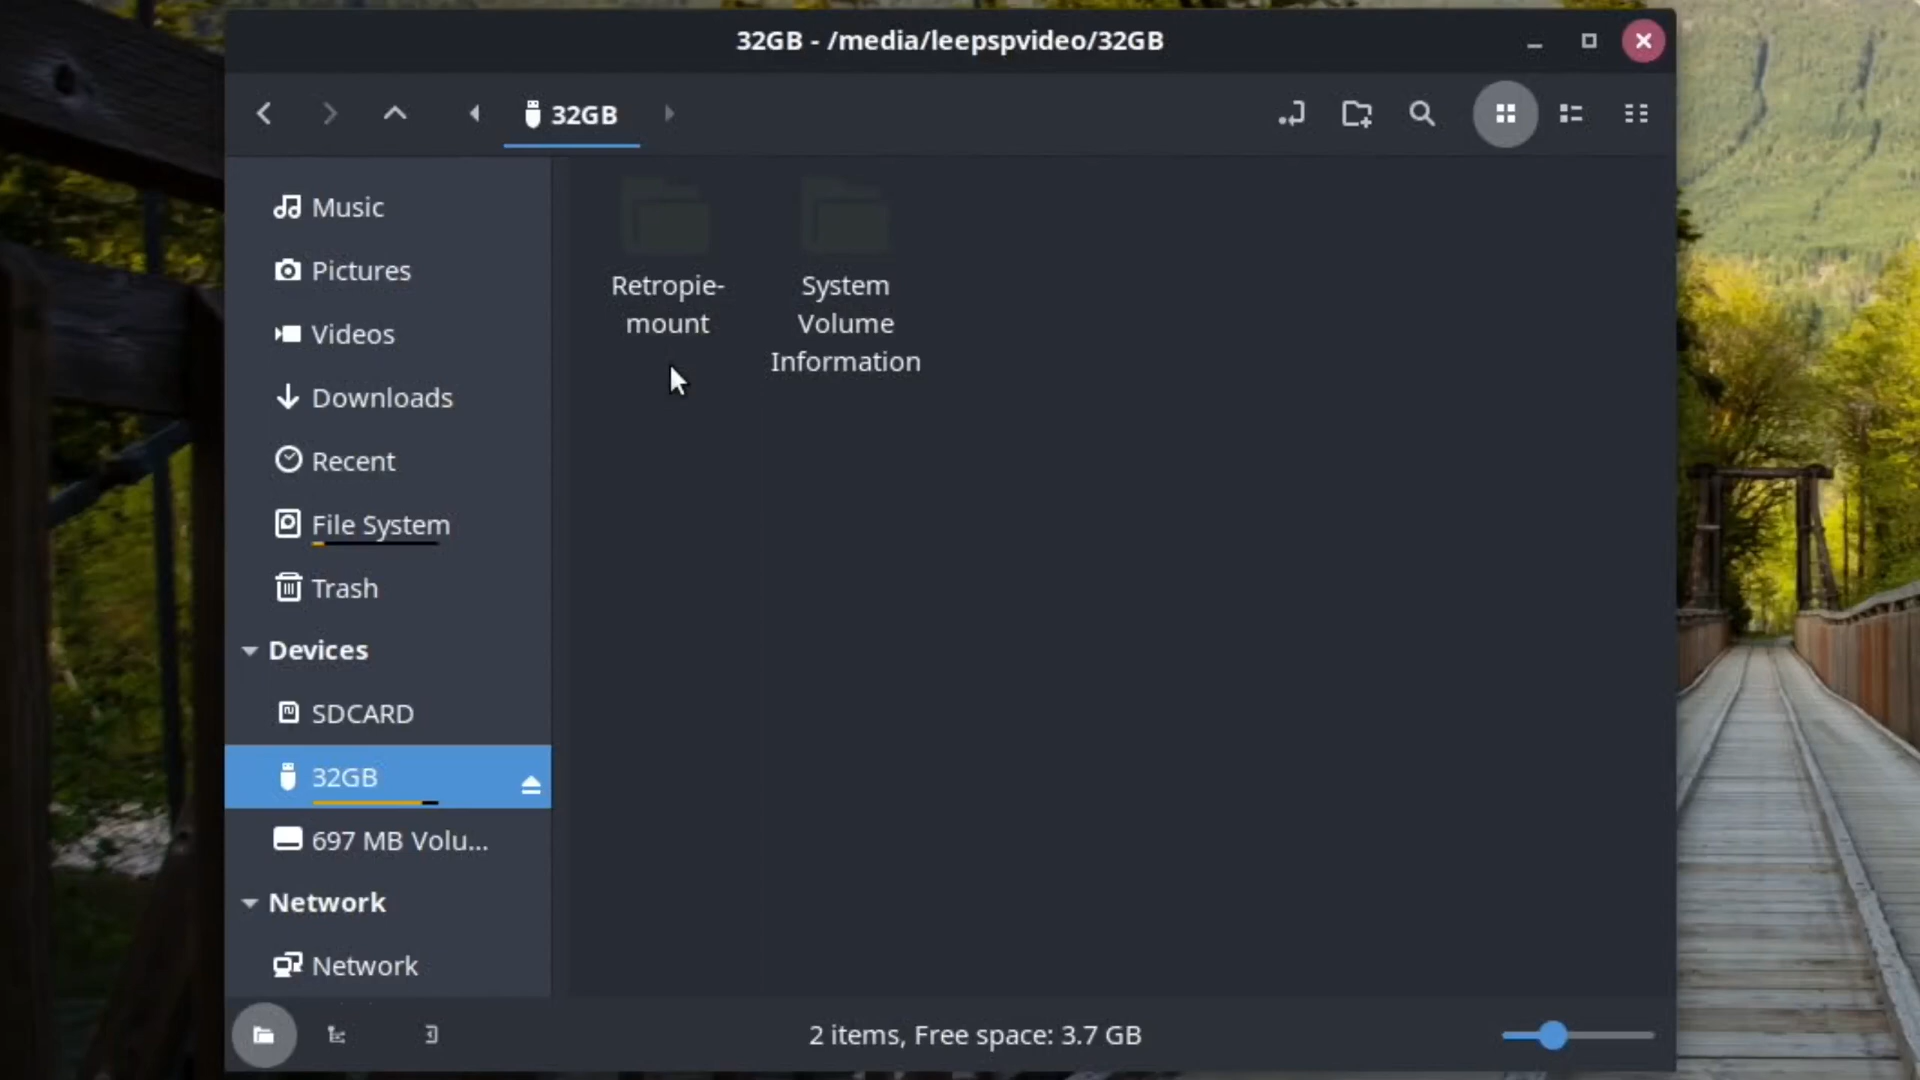 32GB - /media/leepspvideo/32GB
32GB
Music
Pictures
Videos
Downloads
Recent
File System
Trash
Devices
SDCARD
32GB
697 MB Volu...
Network
Network
Retropie-
mount
System
Volume
Information
2 items, Free space: 3.7 GB